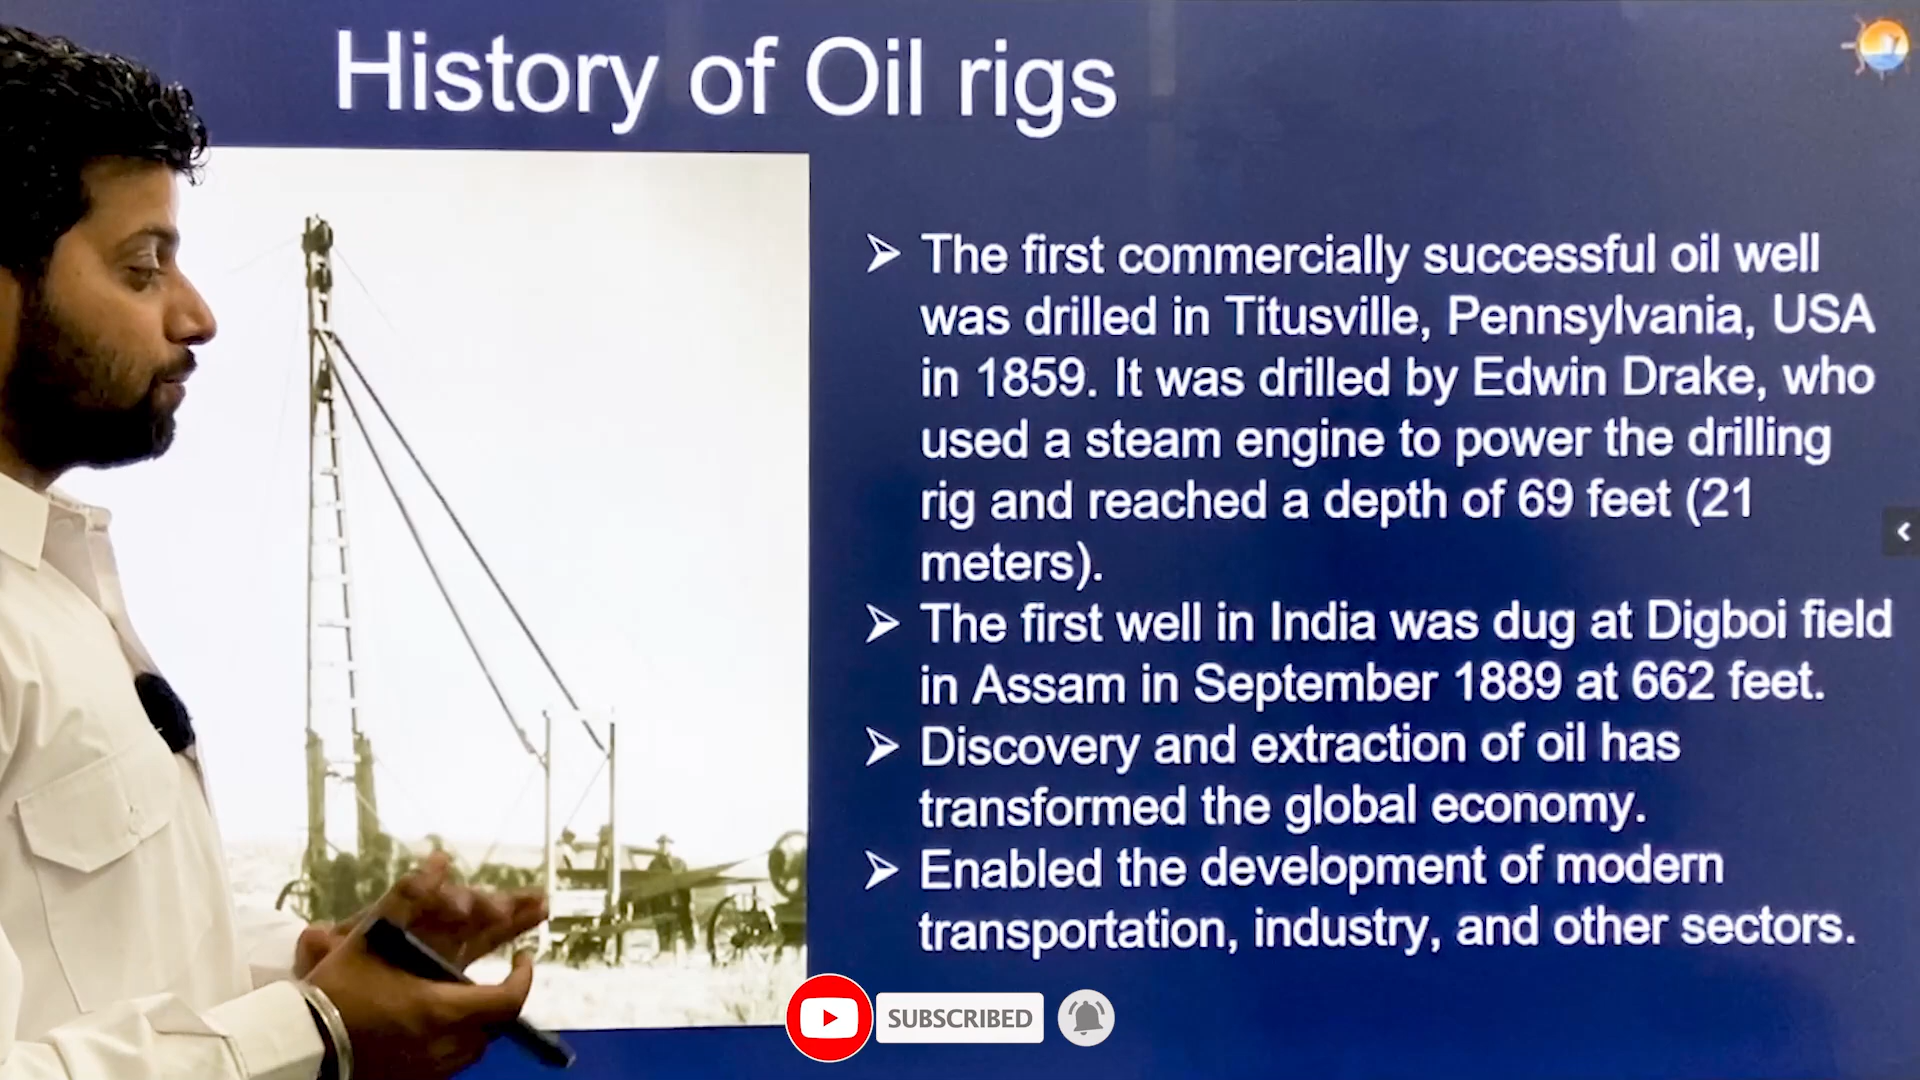 History of Oil rigs
➢ The first commercially successful oil well
was drilled in Titusville, Pennsylvania, USA
in 1859. It was drilled by Edwin Drake, who
used a steam engine to power the drilling
rig and reached a depth of 69 feet (21
meters).
➢ The first well in India was dug at Digboi field
in Assam in September 1889 at 662 feet.
➢ Discovery and extraction of oil has
transformed the global economy.
➢ Enabled the development of modern
transportation, industry, and other sectors.
SUBSCRIBED